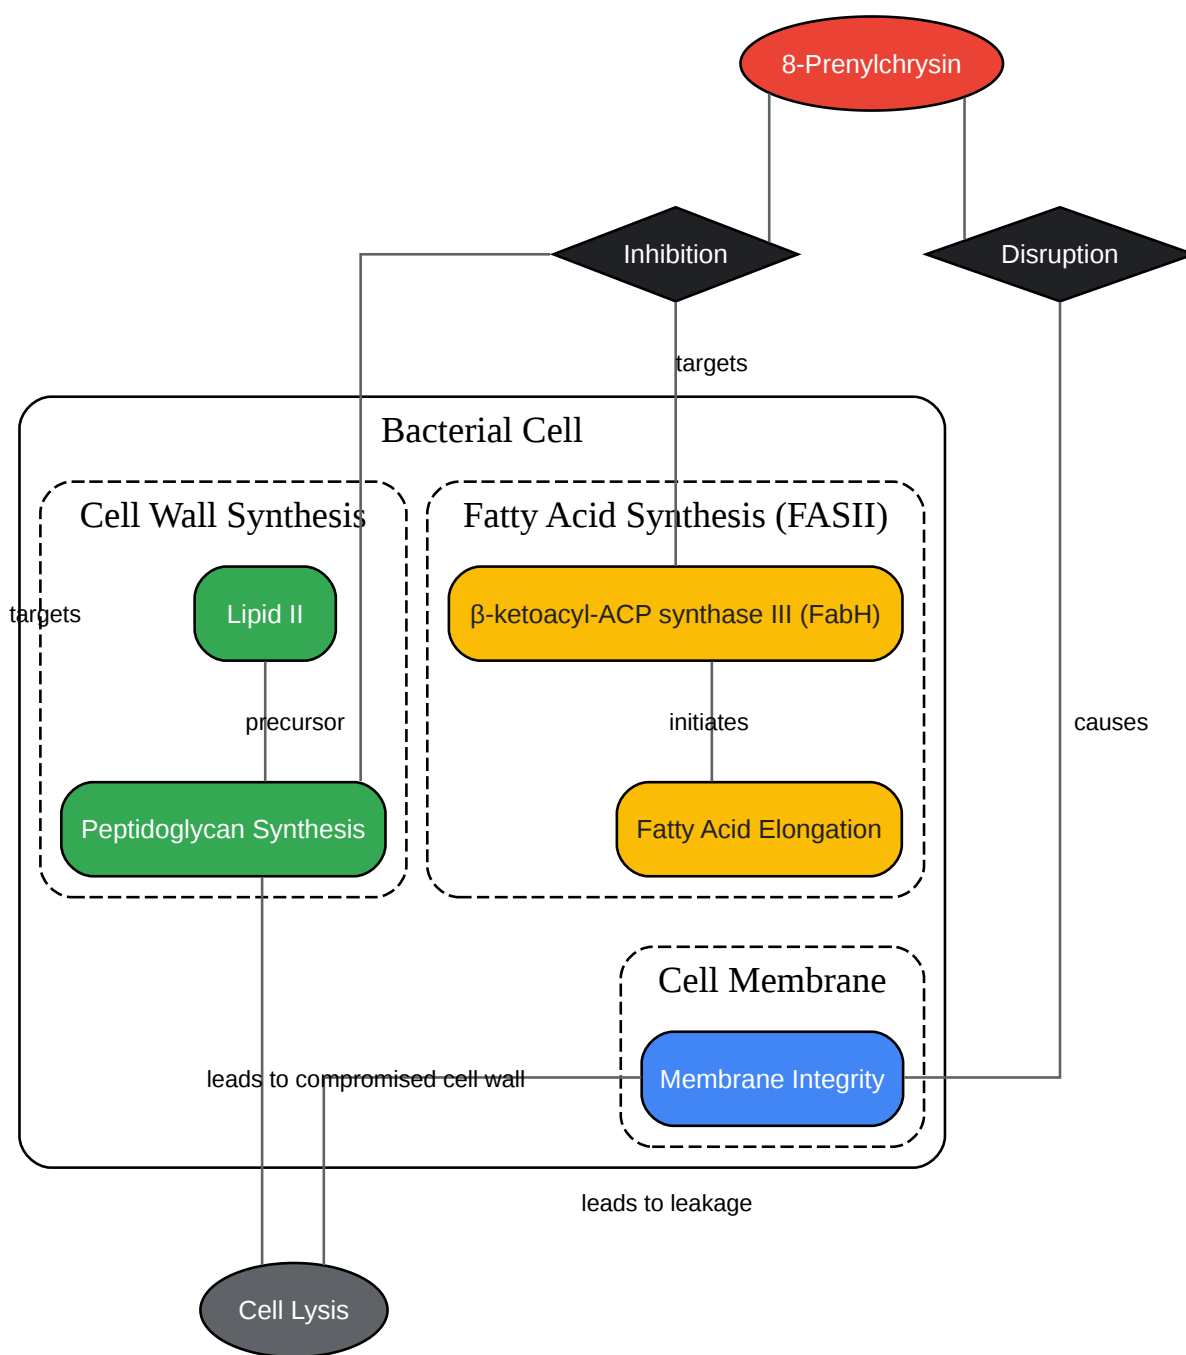 8-Prenylchrysin
Inhibition
Disruption
targets
Bacterial Cell
Cell Wall Synthesis
Fatty Acid Synthesis (FASII)
targets
Lipid II
β-ketoacyl-ACP synthase III (FabH)
precursor
initiates
causes
Peptidoglycan Synthesis
Fatty Acid Elongation
Cell Membrane
leads to compromised cell wall
Membrane Integrity
leads to leakage
Cell Lysis